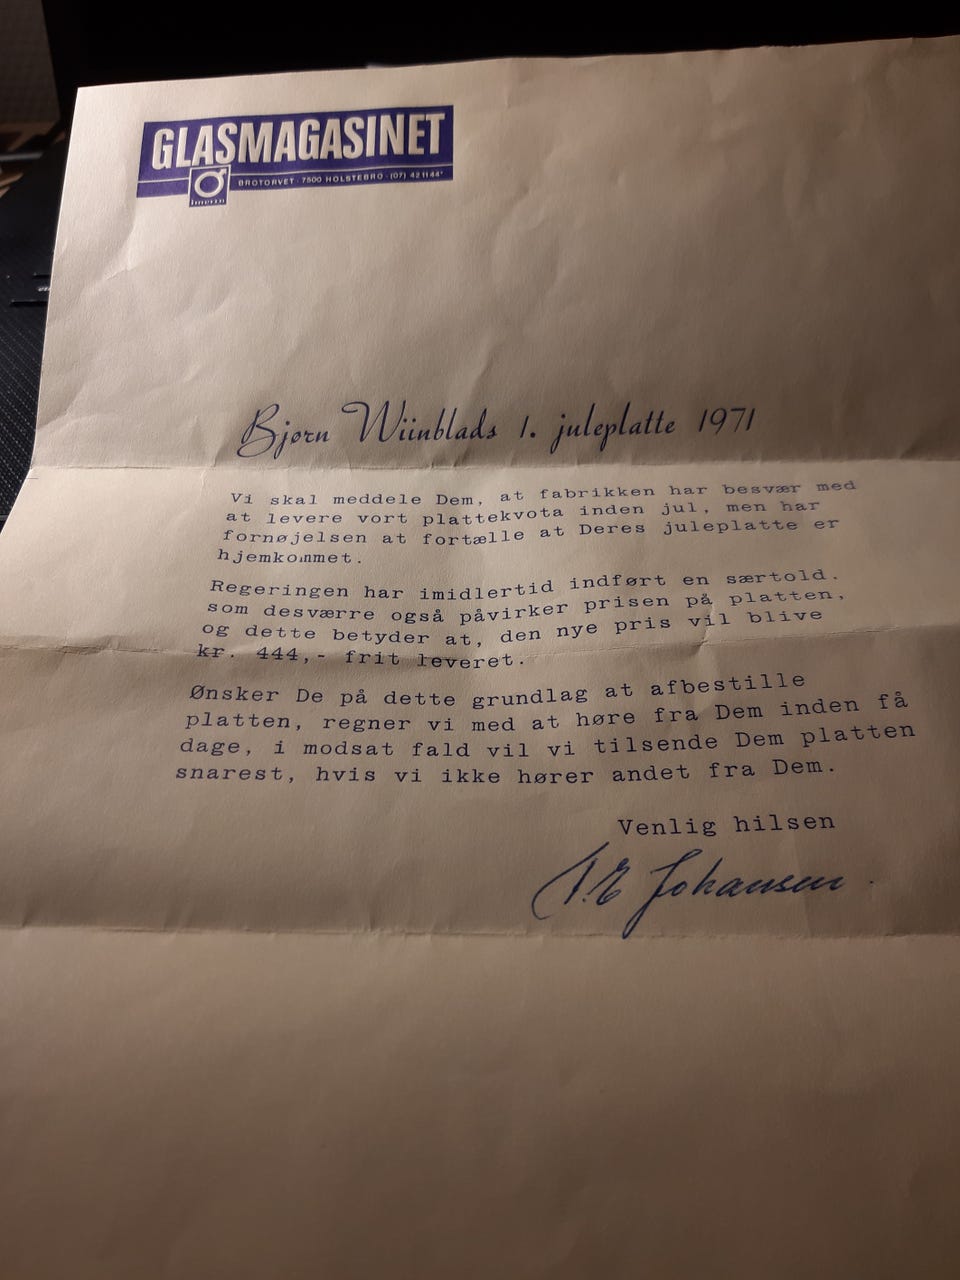 GLASMAGASINET
BROTORVET · 7500 HOLSTEBRO · (07) 42 11 44*
imerco
Bjørn Wiinblads 1. juleplatte 1971
Vi skal meddele Dem, at fabrikken har besvær med
at levere vort plattekvota inden jul, men har
fornøjelsen at fortælle at Deres juleplatte er
hjemkommet.
Regeringen har imidlertid indført en særtold.
som desværre også påvirker prisen på platten,
og dette betyder at, den nye pris vil blive
kr. 444,- frit leveret.
Ønsker De på dette grundlag at afbestille
platten, regner vi med at høre fra Dem inden få
dage, i modsat fald vil vi tilsende Dem platten
snarest, hvis vi ikke hører andet fra Dem.
Venlig hilsen
Johansen